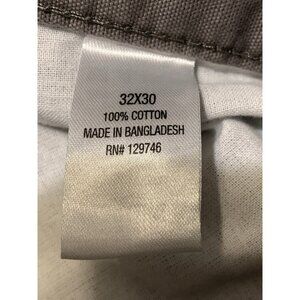 32X30
100% COTTON
MADE IN BANGLADESH
RN# 129746